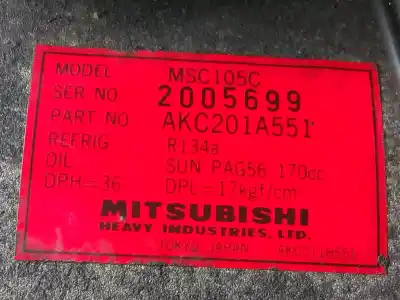 MODEL MSC105C
SER NO 2005699
PART NO AKC201A551
REFRIG R134a
OIL SUN PAG56 170cc
DPH=36 DPL=17kgf/cm
MITSUBISHI
HEAVY INDUSTRIES, LTD.
TOKYO JAPAN